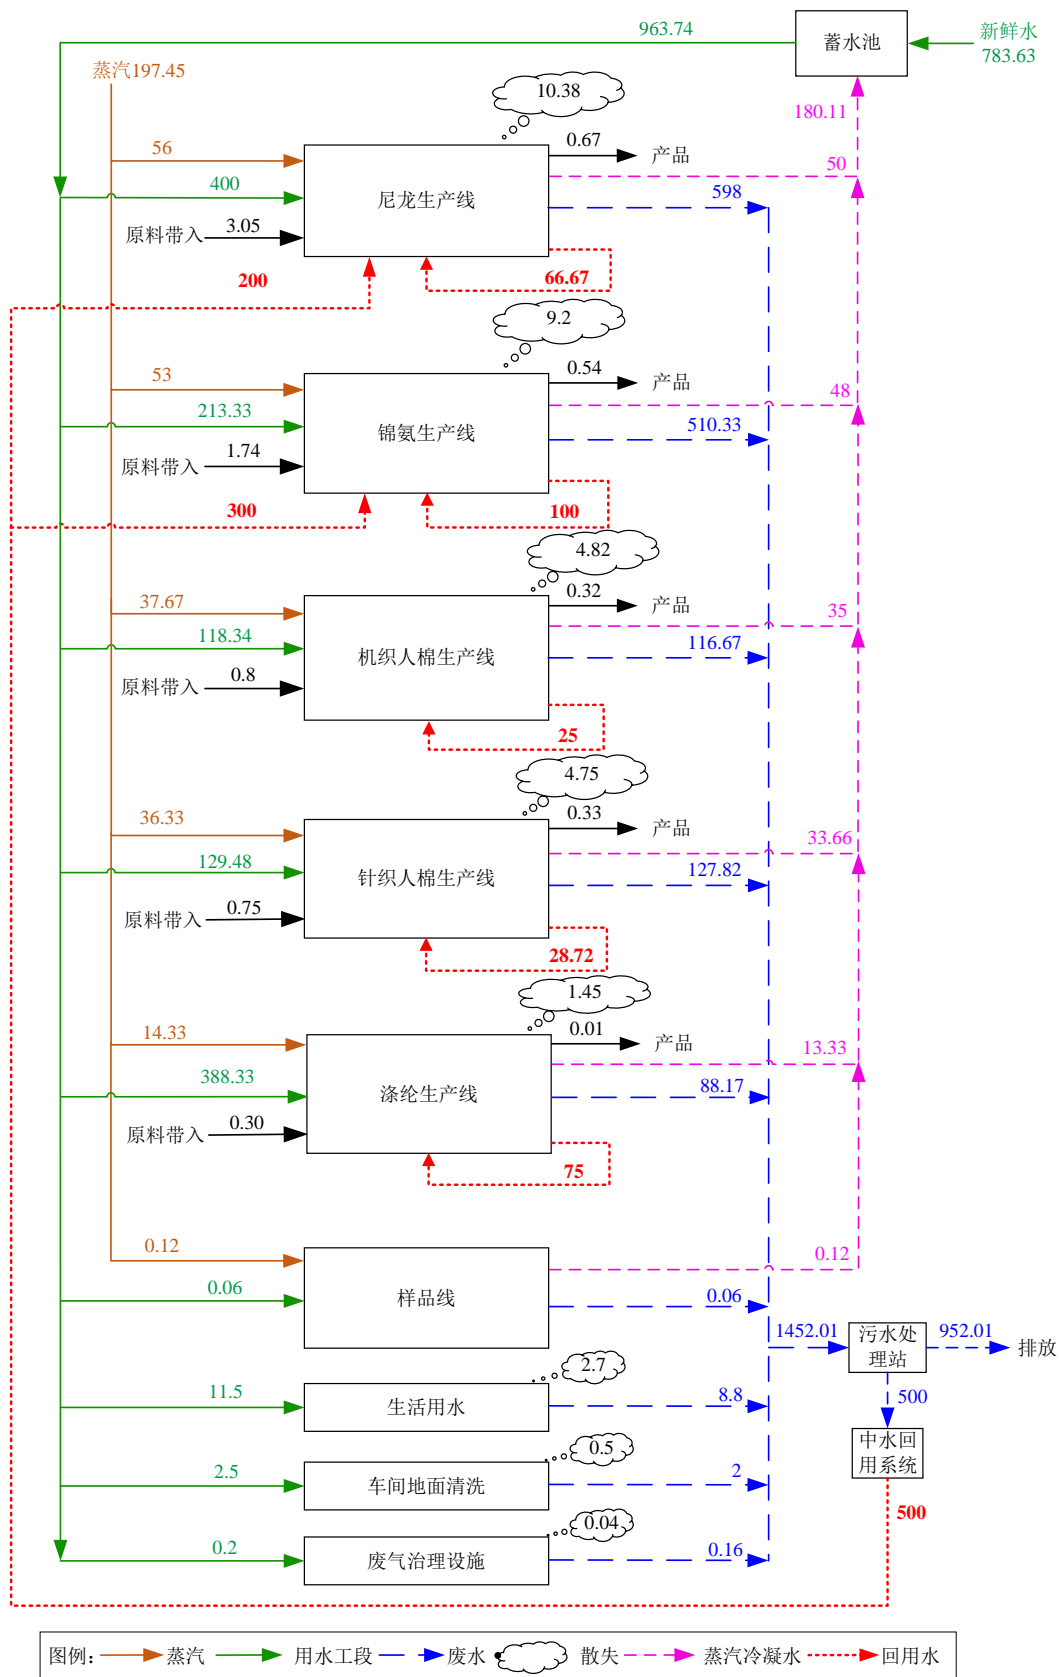 963.74
蓄水池
新鲜水
783.63
蒸汽197.45
180.11
10.38
56
0.67
产品
50
400
尼龙生产线
598
原料带入
3.05
200
66.67
9.2
53
0.54
产品
48
213.33
锦氨生产线
510.33
原料带入
1.74
300
100
4.82
37.67
0.32
产品
35
118.34
机织人棉生产线
116.67
原料带入
0.8
25
4.75
36.33
0.33
产品
33.66
129.48
针织人棉生产线
127.82
原料带入
0.75
28.72
1.45
14.33
0.01
产品
13.33
388.33
涤纶生产线
88.17
原料带入
0.30
75
0.12
0.12
样品线
0.06
0.06
1452.01
污水处
理站
952.01
排放
2.7
11.5
生活用水
8.8
500
中水回
用系统
0.5
2.5
车间地面清洗
2
500
0.04
0.2
废气治理设施
0.16
图例:
蒸汽
用水工段
废水
散失
蒸汽冷凝水
回用水